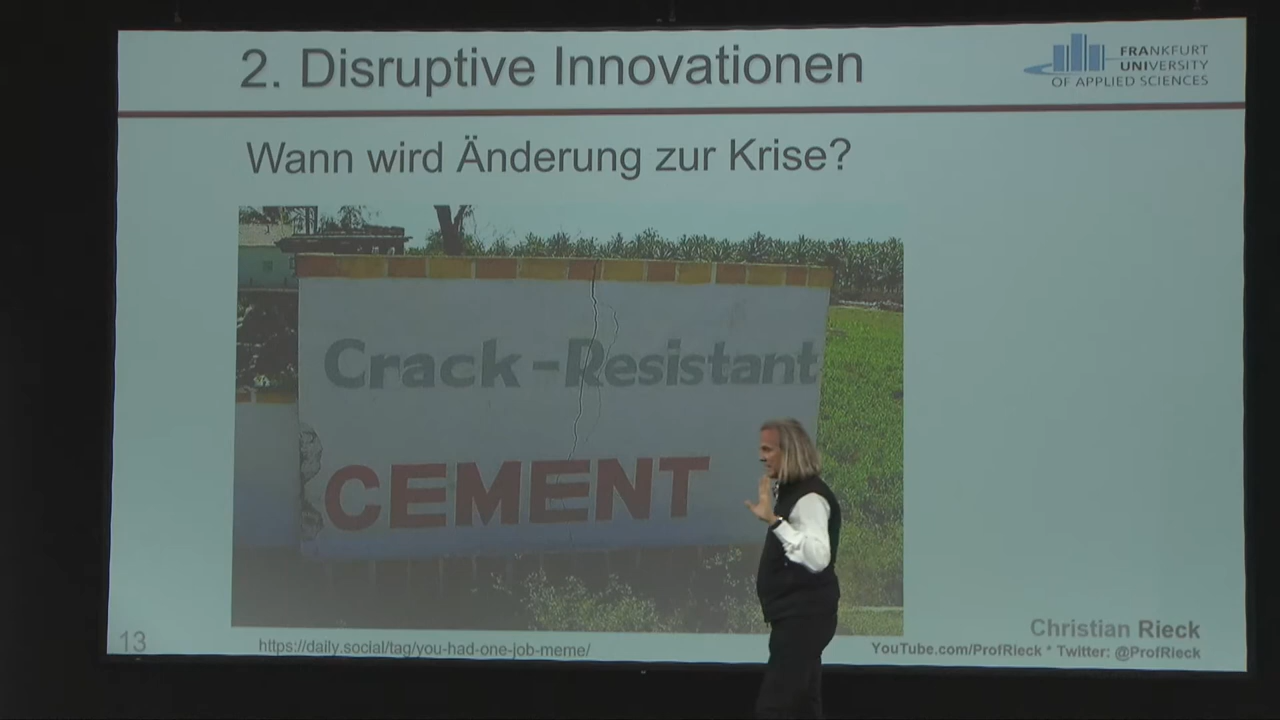 2. Disruptive Innovationen
FRANKFURT
UNIVERSITY
OF APPLIED SCIENCES
Wann wird Änderung zur Krise?
Crack-Resistant
CEMENT
13
https://daily.social/tag/you-had-one-job-meme/
Christian Rieck
YouTube.com/ProfRieck * Twitter: @ProfRieck